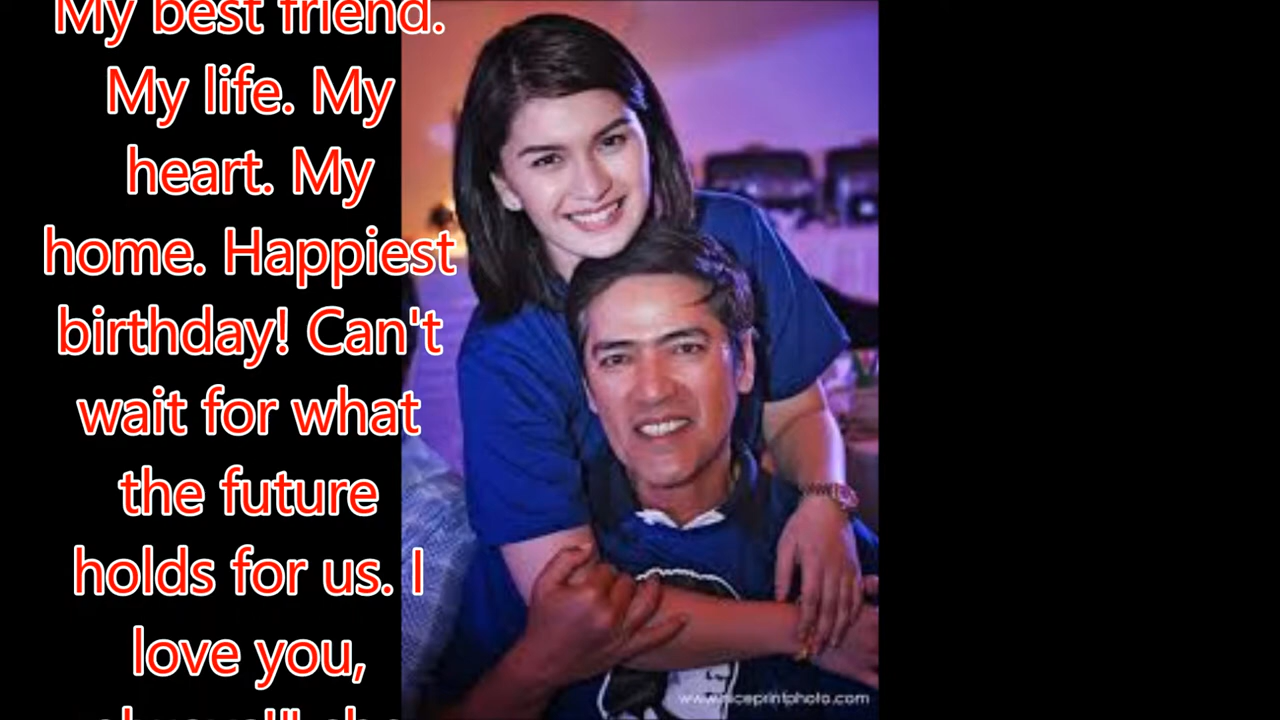 My best friend.
My life. My
heart. My
home. Happiest
birthday! Can't
wait for what
the future
holds for us. I
love you,
www.niceprintphoto.com